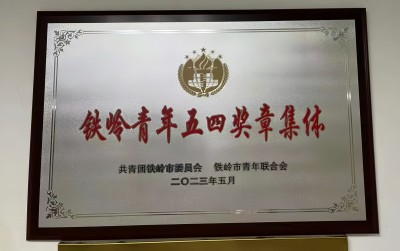 铁岭青年五四奖章集体
共青团铁岭市委员会 铁岭市青年联合会
二〇二三年五月